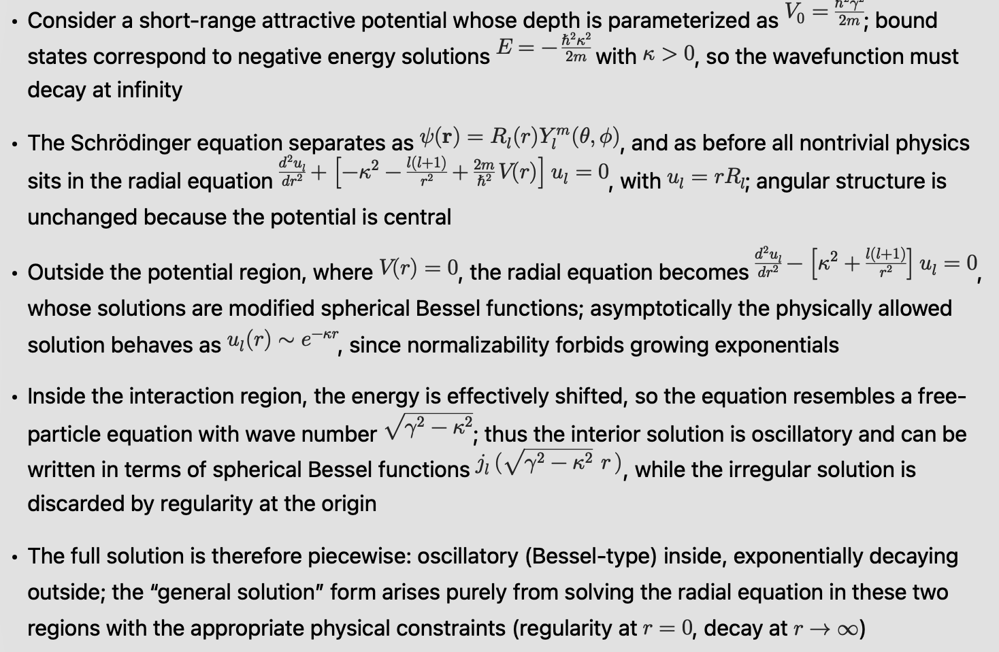 • Consider a short-range attractive potential whose depth is parameterized as $V_0 = \frac{\hbar^2\gamma^2}{2m}$; bound
states correspond to negative energy solutions $E = -\frac{\hbar^2\kappa^2}{2m}$ with $\kappa > 0$, so the wavefunction must
decay at infinity
• The Schrödinger equation separates as $\psi(\mathbf{r}) = R_l(r)Y_l^m(\theta, \phi)$, and as before all nontrivial physics
sits in the radial equation $\frac{d^2u_l}{dr^2} + \left[-\kappa^2 - \frac{l(l+1)}{r^2} + \frac{2m}{\hbar^2}V(r)\right] u_l = 0$, with $u_l = rR_l$; angular structure is
unchanged because the potential is central
• Outside the potential region, where $V(r) = 0$, the radial equation becomes $\frac{d^2u_l}{dr^2} - \left[\kappa^2 + \frac{l(l+1)}{r^2}\right] u_l = 0$,
whose solutions are modified spherical Bessel functions; asymptotically the physically allowed
solution behaves as $u_l(r) \sim e^{-\kappa r}$, since normalizability forbids growing exponentials
• Inside the interaction region, the energy is effectively shifted, so the equation resembles a free-
particle equation with wave number $\sqrt{\gamma^2 - \kappa^2}$; thus the interior solution is oscillatory and can be
written in terms of spherical Bessel functions $j_l(\sqrt{\gamma^2 - \kappa^2}\, r)$, while the irregular solution is
discarded by regularity at the origin
• The full solution is therefore piecewise: oscillatory (Bessel-type) inside, exponentially decaying
outside; the “general solution” form arises purely from solving the radial equation in these two
regions with the appropriate physical constraints (regularity at $r = 0$, decay at $r \to \infty$)